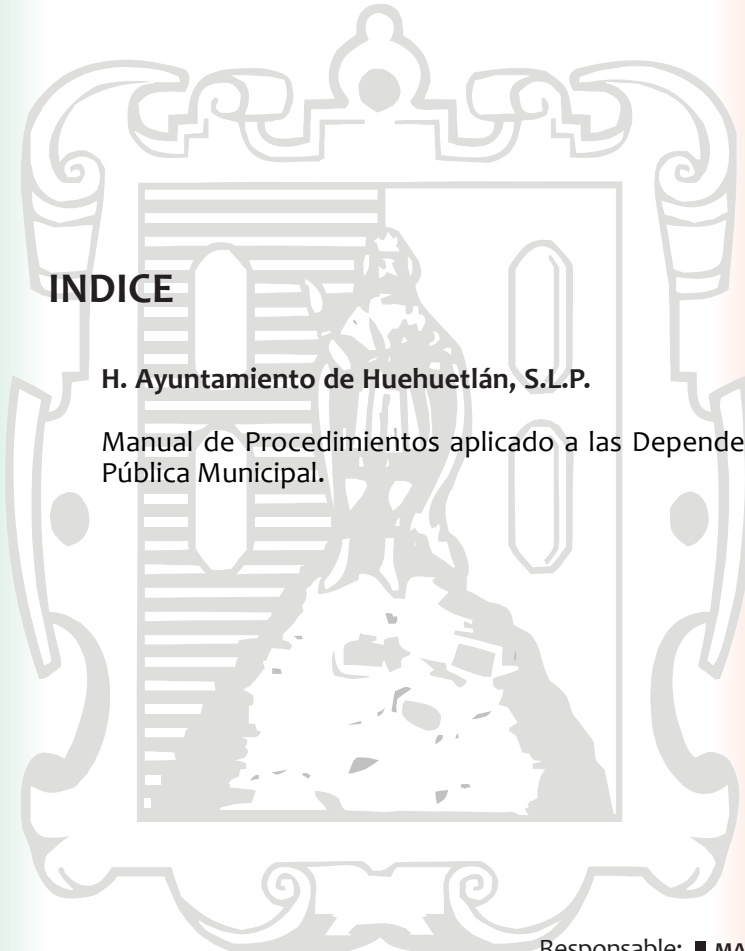 INDICE
H. Ayuntamiento de Huehuetlán, S.L.P.
Manual de Procedimientos aplicado a las Depende
Pública Municipal.
Responsable: